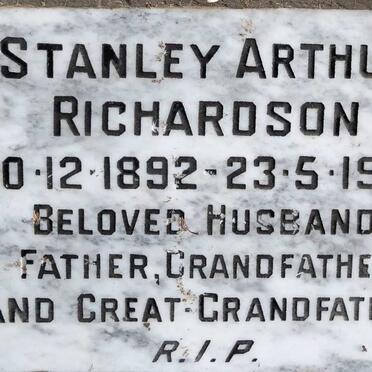 STANLEY ARTHU
RICHARDSON
0·12·1892-23·5·19
BELOVED HUSBAND
FATHER, GRANDFATHE
AND GREAT-GRANDFAT
R.I.P.